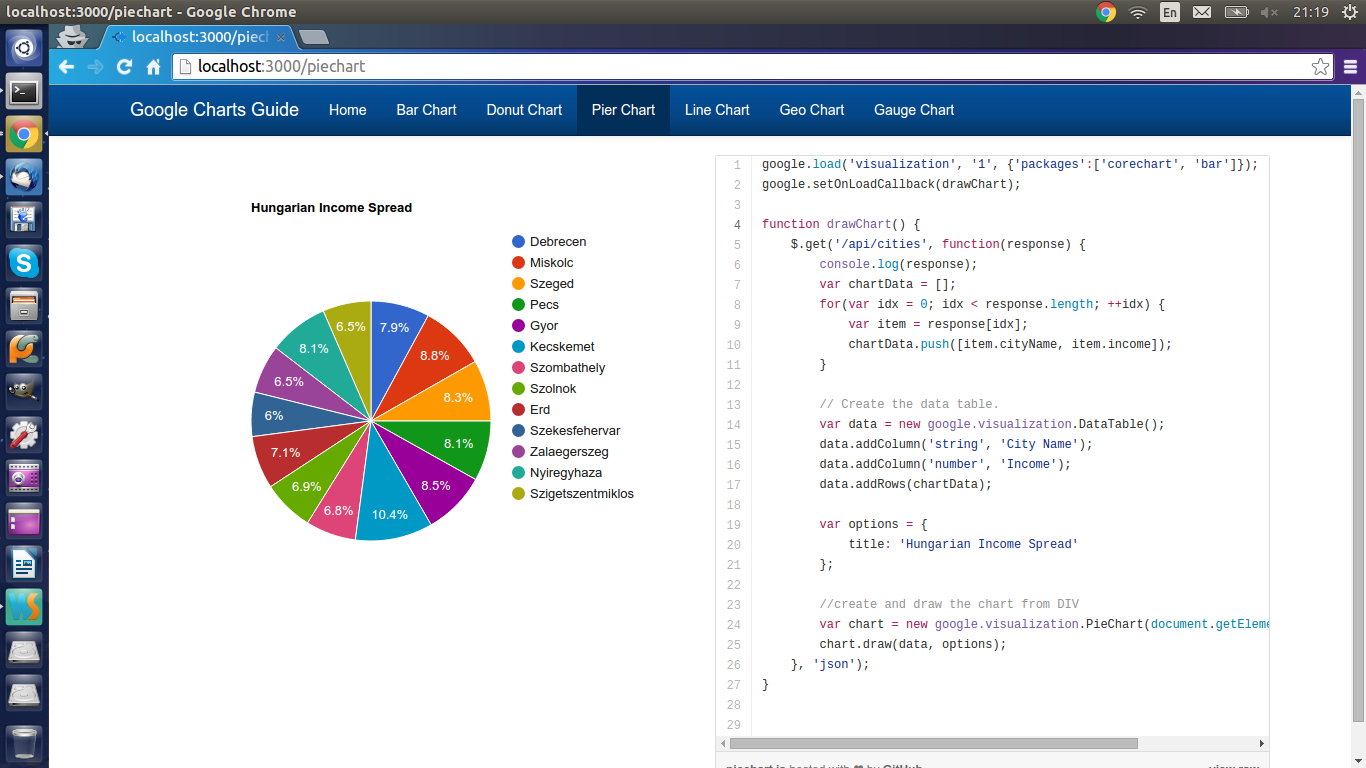 localhost:3000/piechart - Google Chrome
En
21:19
localhost:3000/piech
localhost:3000/piechart
Google Charts Guide
Home
Bar Chart
Donut Chart
Pier Chart
Line Chart
Geo Chart
Gauge Chart
Hungarian Income Spread
Debrecen
Miskolc
Szeged
Pecs
Gyor
Kecskemet
Szombathely
Szolnok
Erd
Szekesfehervar
Zalaegerszeg
Nyiregyhaza
Szigetszentmiklos
7.9%
8.8%
8.3%
8.1%
8.5%
10.4%
6.8%
6.9%
7.1%
6%
6.5%
8.1%
6.5%
1 google.load('visualization', '1', {'packages':['corechart', 'bar']});
2 google.setOnLoadCallback(drawChart);
3
4 function drawChart() {
5 $.get('/api/cities', function(response) {
6 console.log(response);
7 var chartData = [];
8 for(var idx = 0; idx < response.length; ++idx) {
9 var item = response[idx];
10 chartData.push([item.cityName, item.income]);
11 }
12
13 // Create the data table.
14 var data = new google.visualization.DataTable();
15 data.addColumn('string', 'City Name');
16 data.addColumn('number', 'Income');
17 data.addRows(chartData);
18
19 var options = {
20 title: 'Hungarian Income Spread'
21 };
22
23 //create and draw the chart from DIV
24 var chart = new google.visualization.PieChart(document.getEleme
25 chart.draw(data, options);
26 }, 'json');
27 }
28
29
piechart.js hosted with ❤ by GitHub
view raw